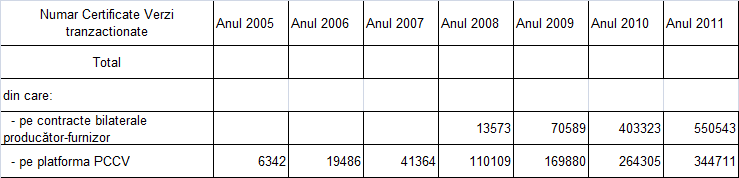 Numar Certificate Verzi tranzactionate Anul 2005 Anul 2006 Anul 2007 Anul 2008 Anul 2009 Anul 2010 Anul 2011
Total
din care:
- pe contracte bilaterale producător-furnizor 13573 70589 403323 550543
- pe platforma PCCV 6342 19486 41364 110109 169880 264305 344711